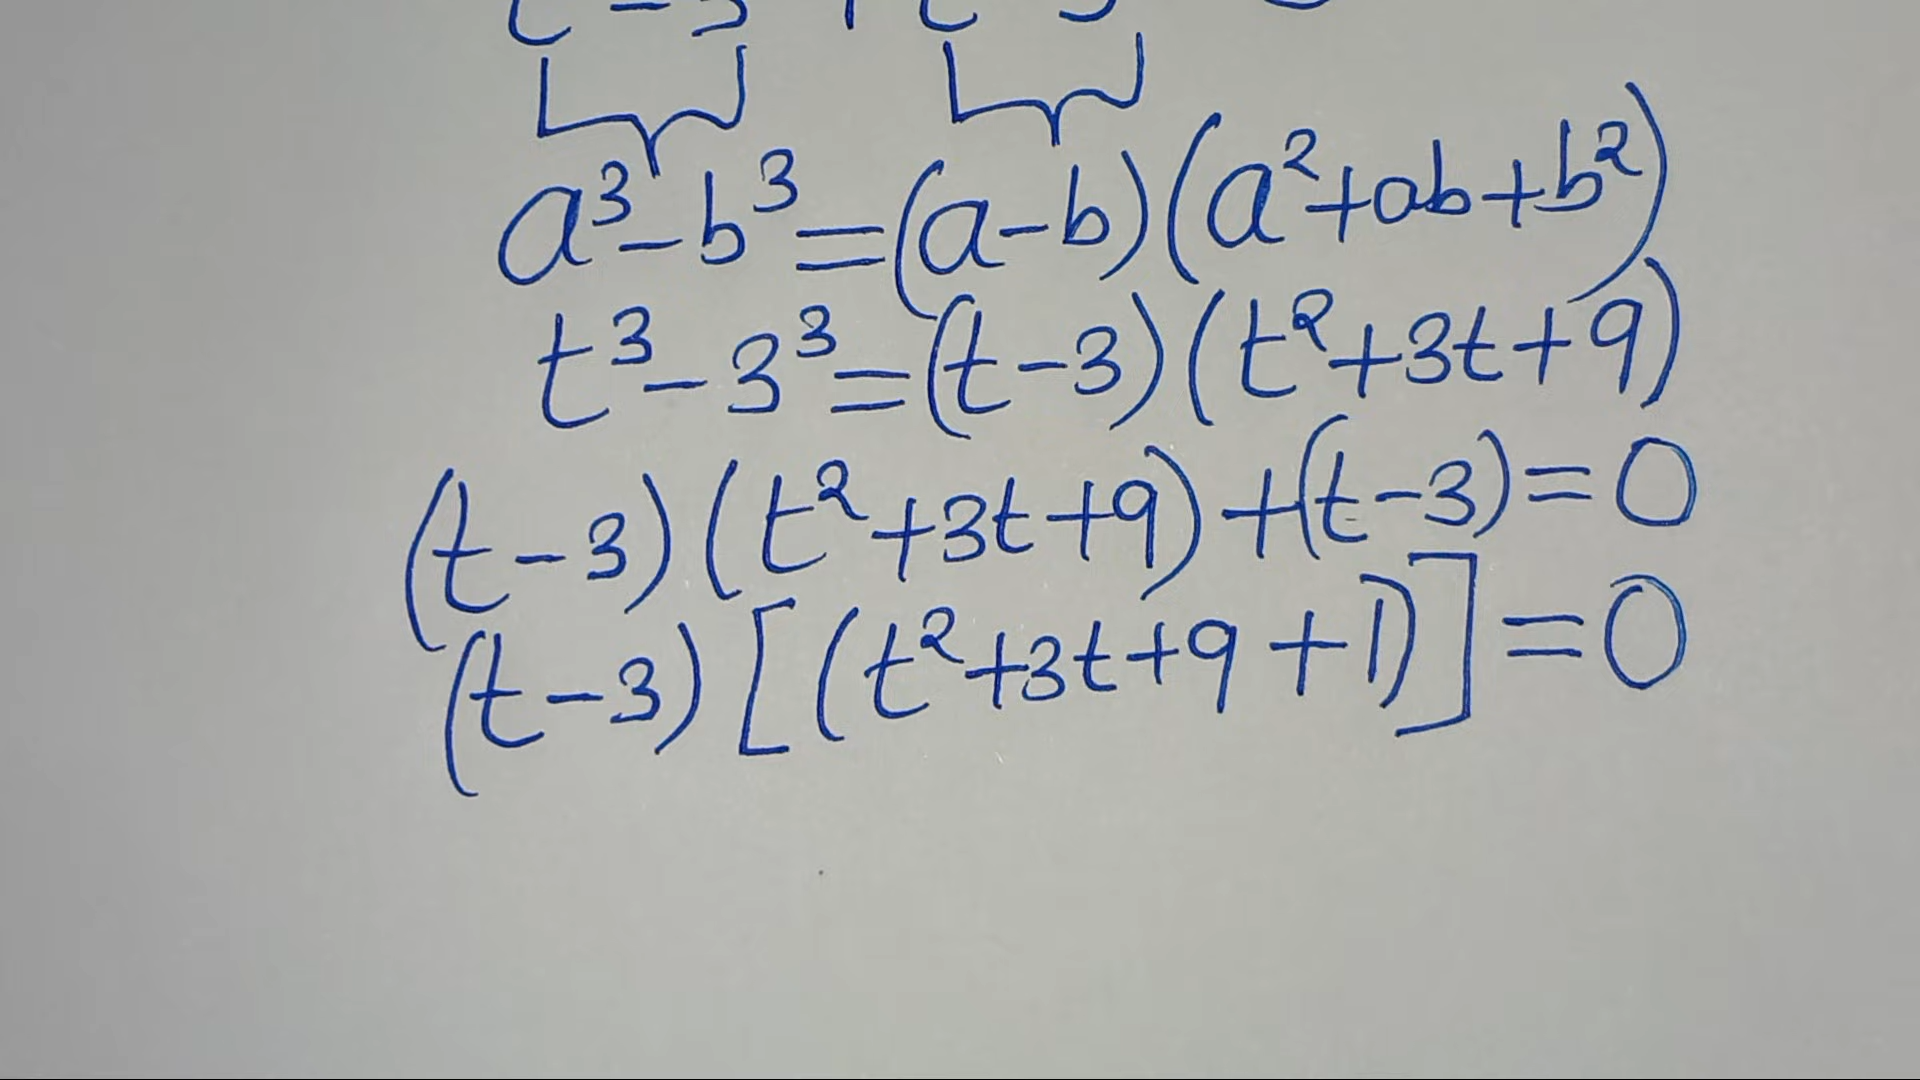 a³-b³=(a-b)(a²+ab+b²)
t³-3³=(t-3)(t²+3t+9)
(t-3)(t²+3t+9)+(t-3)=0
(t-3)[(t²+3t+9+1)]=0